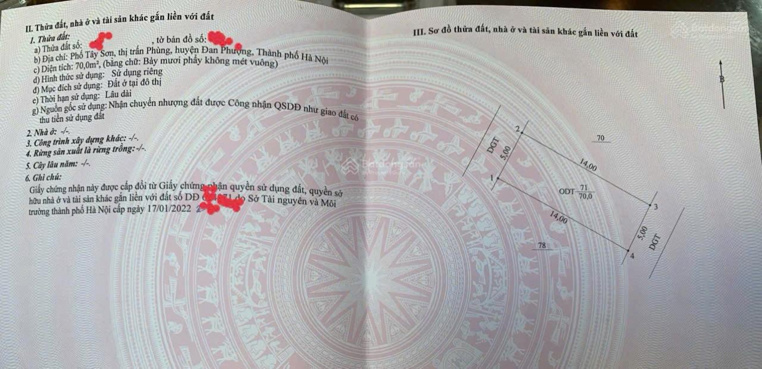 II. Thửa đất, nhà ở và tài sản khác gắn liền với đất
1. Thửa đất:
a) Thửa đất số: , tờ bản đồ số:
b) Địa chỉ: Phố Tây Sơn, thị trấn Phùng, huyện Đan Phượng, Thành phố Hà Nội
c) Diện tích: 70,0m², (bằng chữ: Bảy mươi phẩy không mét vuông)
d) Hình thức sử dụng: Sử dụng riêng
đ) Mục đích sử dụng: Đất ở tại đô thị
e) Thời hạn sử dụng: Lâu dài
g) Nguồn gốc sử dụng: Nhận chuyển nhượng đất được Công nhận QSDĐ như giao đất có
thu tiền sử dụng đất
2. Nhà ở: -/-.
3. Công trình xây dựng khác: -/-.
4. Rừng sản xuất là rừng trồng: -/-.
5. Cây lâu năm: -/-.
6. Ghi chú:
Giấy chứng nhận này được cấp đổi từ Giấy chứng nhận quyền sử dụng đất, quyền sở
hữu nhà ở và tài sản khác gắn liền với đất số DĐ do Sở Tài nguyên và Môi
trường thành phố Hà Nội cấp ngày 17/01/2022
III. Sơ đồ thửa đất, nhà ở và tài sản khác gắn liền với đất
B
70
2
DGT
5,00
14,00
1
ODT 71
70,0
3
14,00
5,00
DGT
78
4
Batdongsan